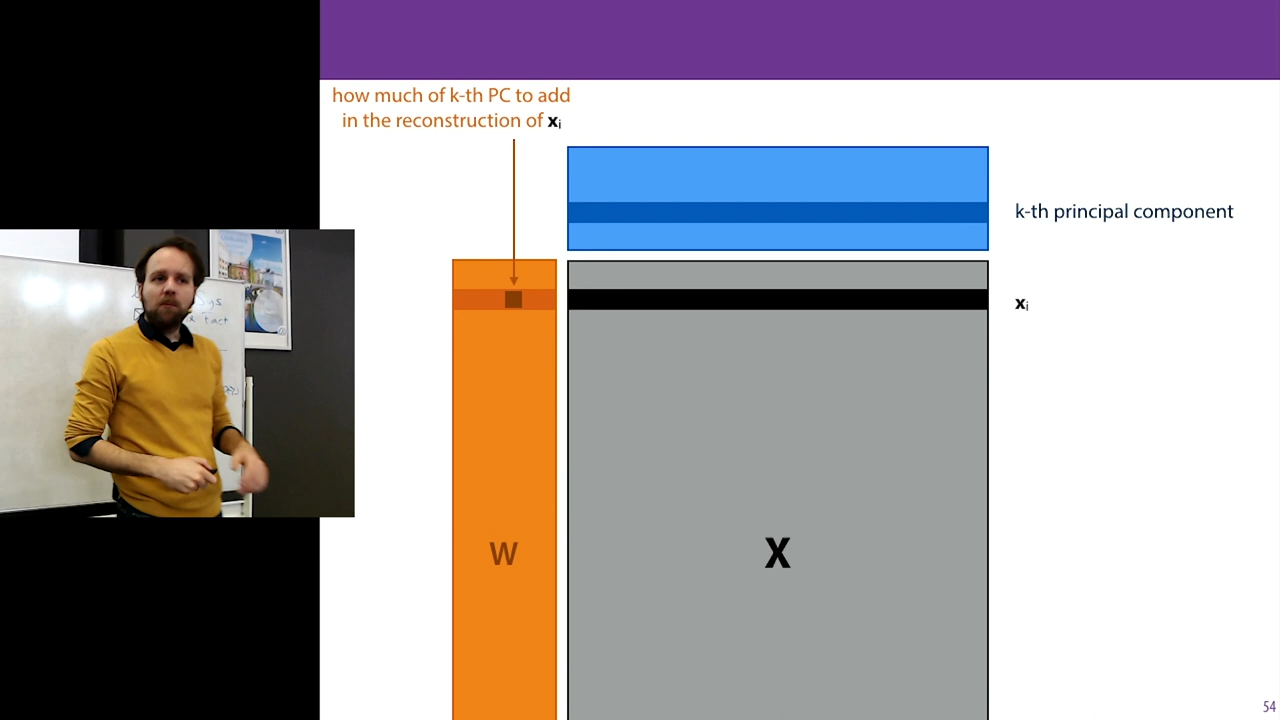 how much of k-th PC to add
in the reconstruction of xᵢ
k-th principal component
xᵢ
W
X
54